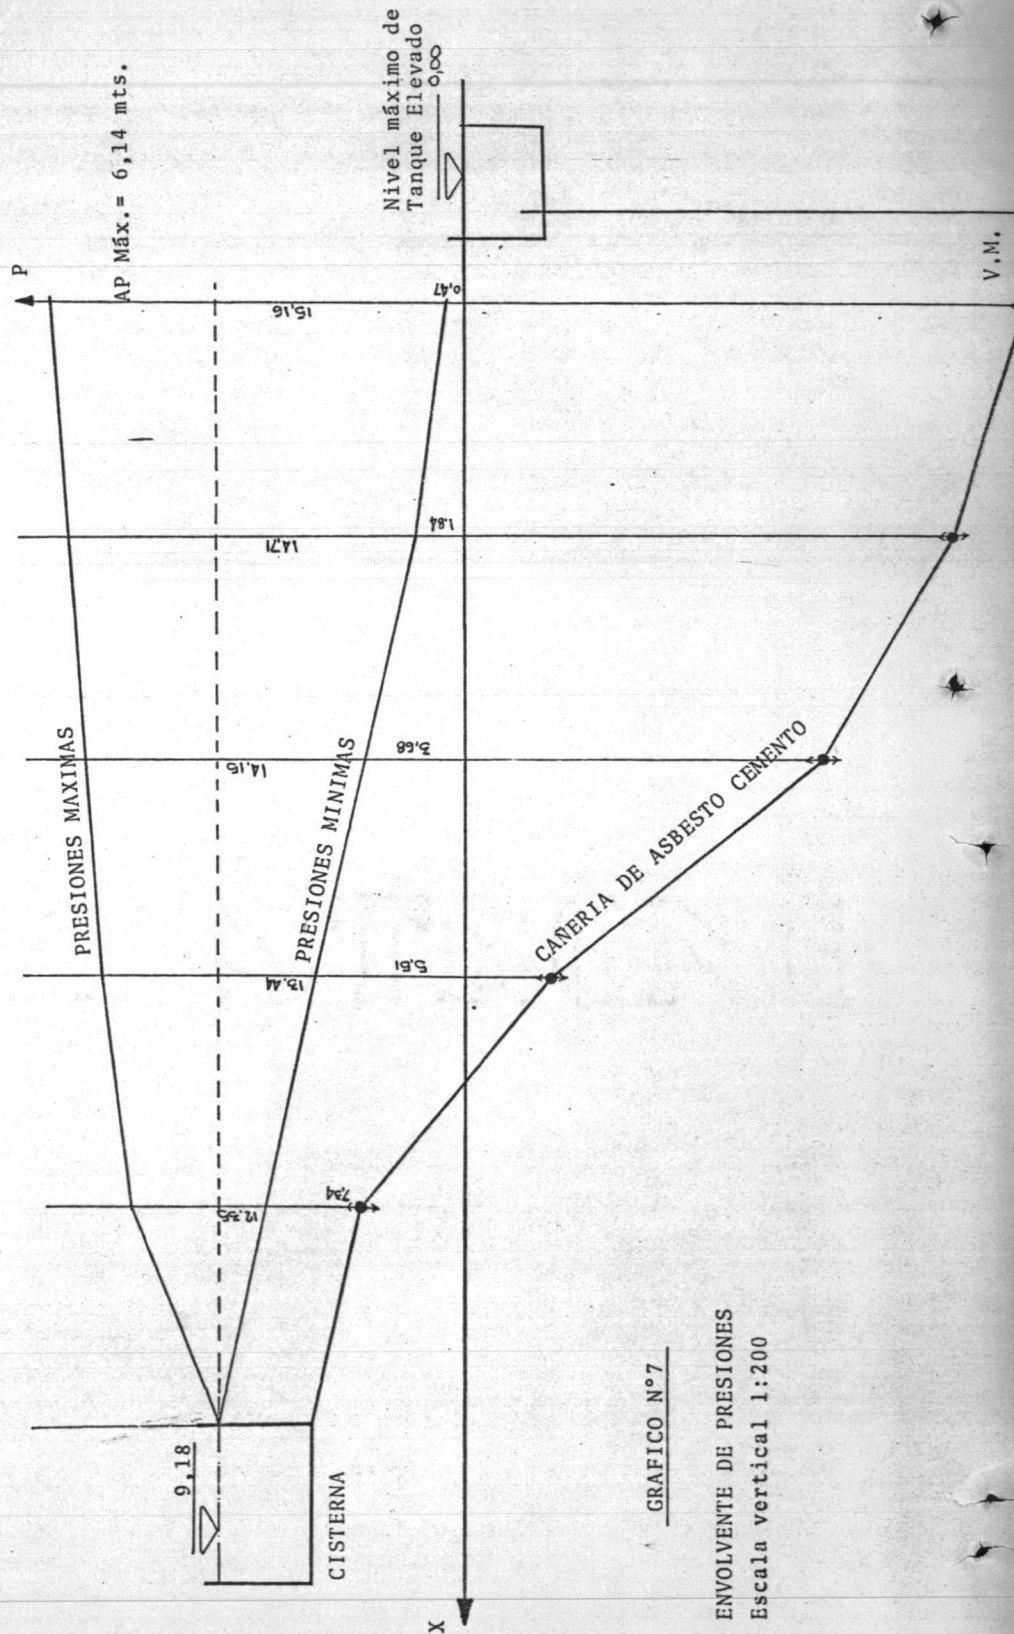 P
AP Máx.= 6,14 mts.
Nivel máximo de
Tanque Elevado
0,00
15,16
0,47
V.M.
14,71
1.84
PRESIONES MAXIMAS
14,15
PRESIONES MINIMAS
3,68
CAÑERIA DE ASBESTO CEMENTO
13.44
5,51
12.35
7,34
9,18
CISTERNA
X
GRAFICO N°7
ENVOLVENTE DE PRESIONES
Escala vertical 1:200